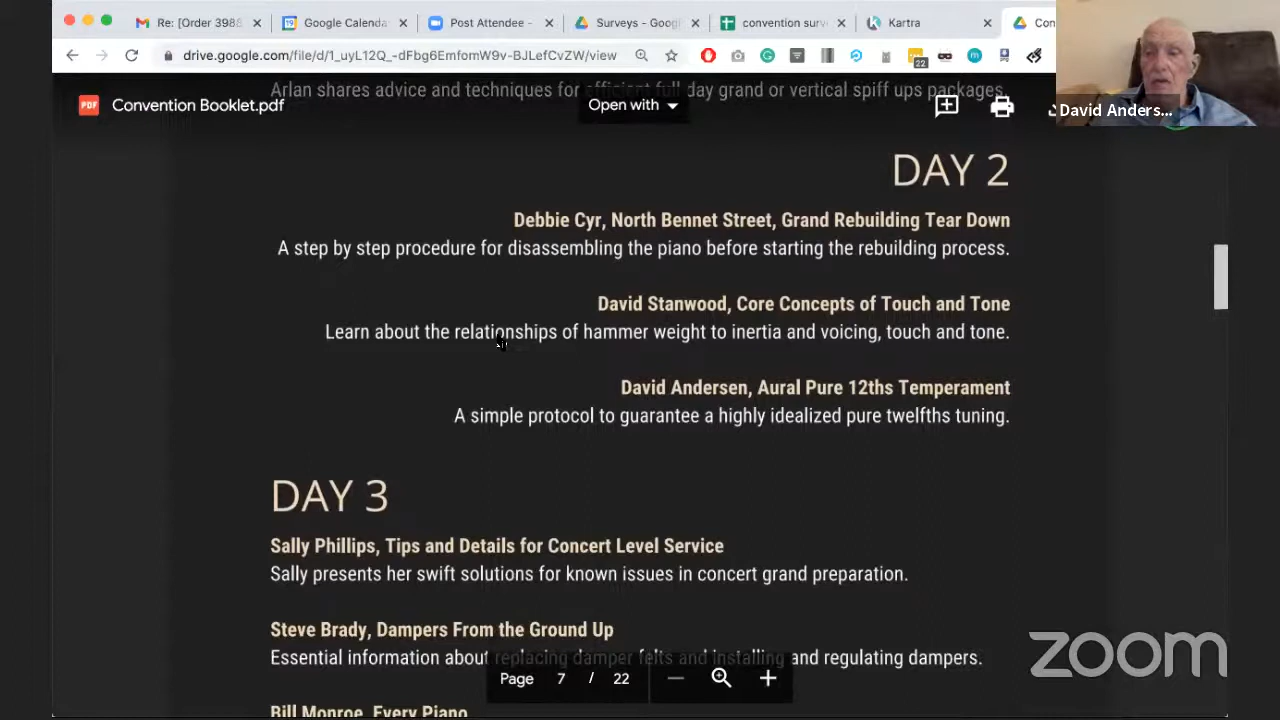 Re: [Order 3988
Google Calenda
Post Attendee -
Surveys - Goog
convention surv
Kartra
Con
drive.google.com/file/d/1_uyL12Q_-dFbg6EmfomW9v-BJLefCvZW/view
22
Arlan shares advice and techniques for efficient full day grand or vertical spiff ups packages.
PDF
Convention Booklet.pdf
Open with
David Anders...
DAY 2
Debbie Cyr, North Bennet Street, Grand Rebuilding Tear Down
A step by step procedure for disassembling the piano before starting the rebuilding process.
David Stanwood, Core Concepts of Touch and Tone
Learn about the relationships of hammer weight to inertia and voicing, touch and tone.
David Andersen, Aural Pure 12ths Temperament
A simple protocol to guarantee a highly idealized pure twelfths tuning.
DAY 3
Sally Phillips, Tips and Details for Concert Level Service
Sally presents her swift solutions for known issues in concert grand preparation.
Steve Brady, Dampers From the Ground Up
Essential information about replacing damper felts and installing and regulating dampers.
Page 7 / 22
Bill Monroe, Every Piano
zoom